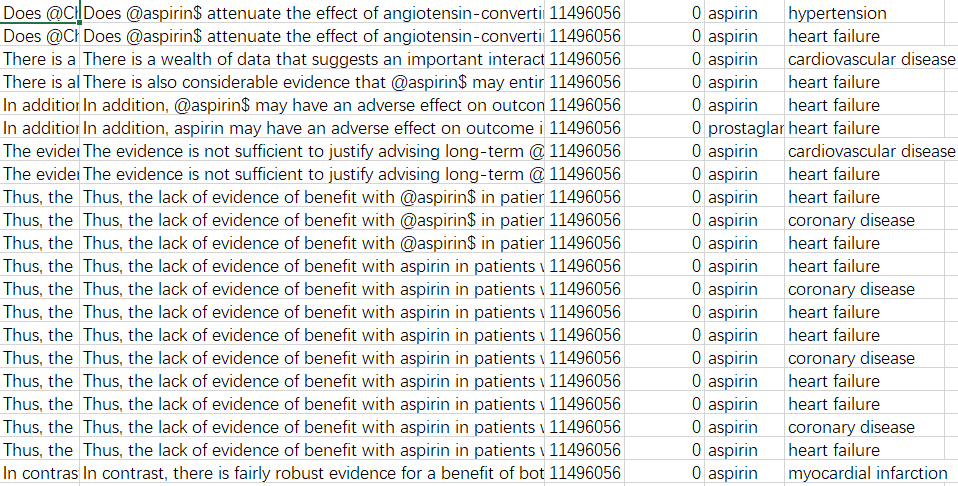 Does @Ch Does @aspirin$ attenuate the effect of angiotensin-converti 11496056 0 aspirin hypertension
Does @Ch Does @aspirin$ attenuate the effect of angiotensin-converti 11496056 0 aspirin heart failure
There is a There is a wealth of data that suggests an important interact 11496056 0 aspirin cardiovascular disease
There is al There is also considerable evidence that @aspirin$ may entir 11496056 0 aspirin heart failure
In addition In addition, @aspirin$ may have an adverse effect on outcom 11496056 0 aspirin heart failure
In addition In addition, aspirin may have an adverse effect on outcome i 11496056 0 prostaglan heart failure
The eviden The evidence is not sufficient to justify advising long-term @ 11496056 0 aspirin cardiovascular disease
The eviden The evidence is not sufficient to justify advising long-term @ 11496056 0 aspirin heart failure
Thus, the Thus, the lack of evidence of benefit with @aspirin$ in patien 11496056 0 aspirin heart failure
Thus, the Thus, the lack of evidence of benefit with @aspirin$ in patien 11496056 0 aspirin coronary disease
Thus, the Thus, the lack of evidence of benefit with @aspirin$ in patien 11496056 0 aspirin heart failure
Thus, the Thus, the lack of evidence of benefit with aspirin in patients w 11496056 0 aspirin heart failure
Thus, the Thus, the lack of evidence of benefit with aspirin in patients w 11496056 0 aspirin coronary disease
Thus, the Thus, the lack of evidence of benefit with aspirin in patients w 11496056 0 aspirin heart failure
Thus, the Thus, the lack of evidence of benefit with aspirin in patients w 11496056 0 aspirin heart failure
Thus, the Thus, the lack of evidence of benefit with aspirin in patients w 11496056 0 aspirin coronary disease
Thus, the Thus, the lack of evidence of benefit with aspirin in patients w 11496056 0 aspirin heart failure
Thus, the Thus, the lack of evidence of benefit with aspirin in patients w 11496056 0 aspirin heart failure
Thus, the Thus, the lack of evidence of benefit with aspirin in patients w 11496056 0 aspirin coronary disease
Thus, the Thus, the lack of evidence of benefit with aspirin in patients w 11496056 0 aspirin heart failure
In contras In contrast, there is fairly robust evidence for a benefit of bot 11496056 0 aspirin myocardial infarction